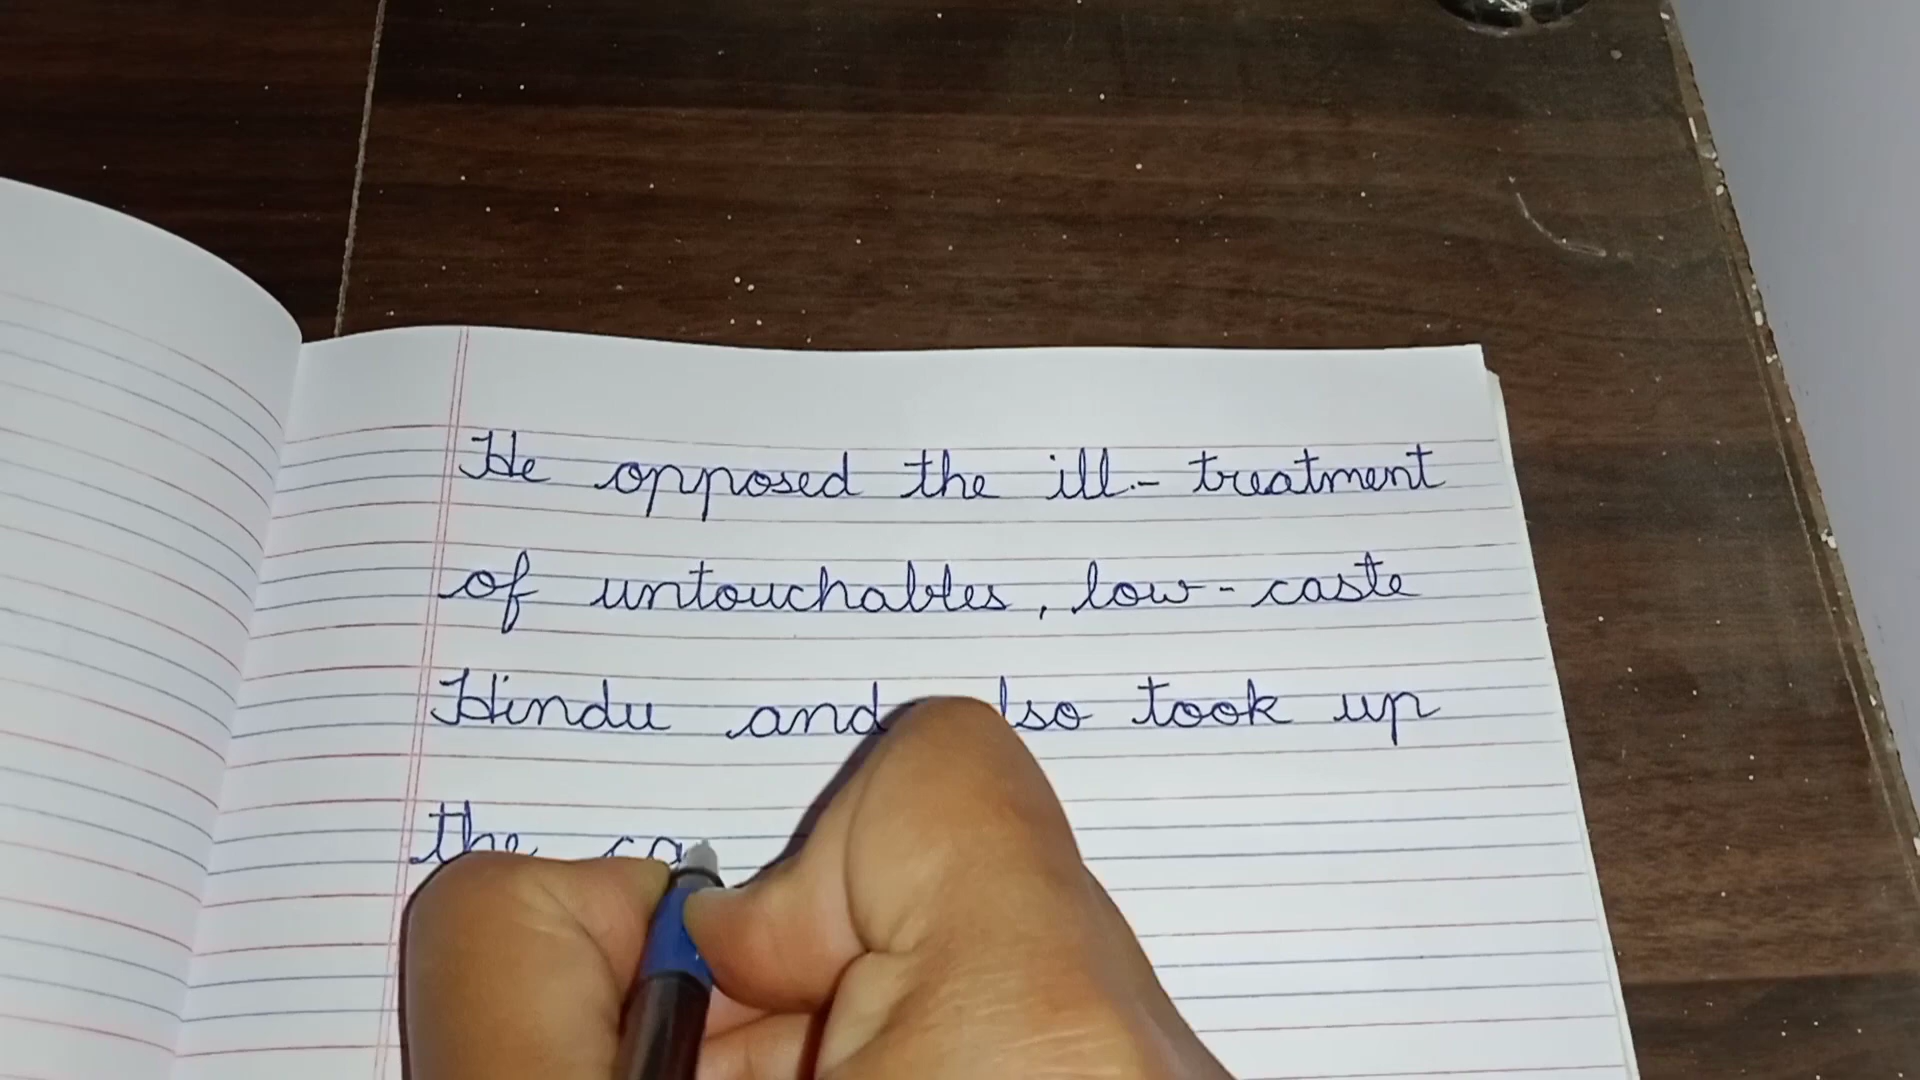 He opposed the ill-treatment
of untouchables, low-caste
Hindu and also took up
the